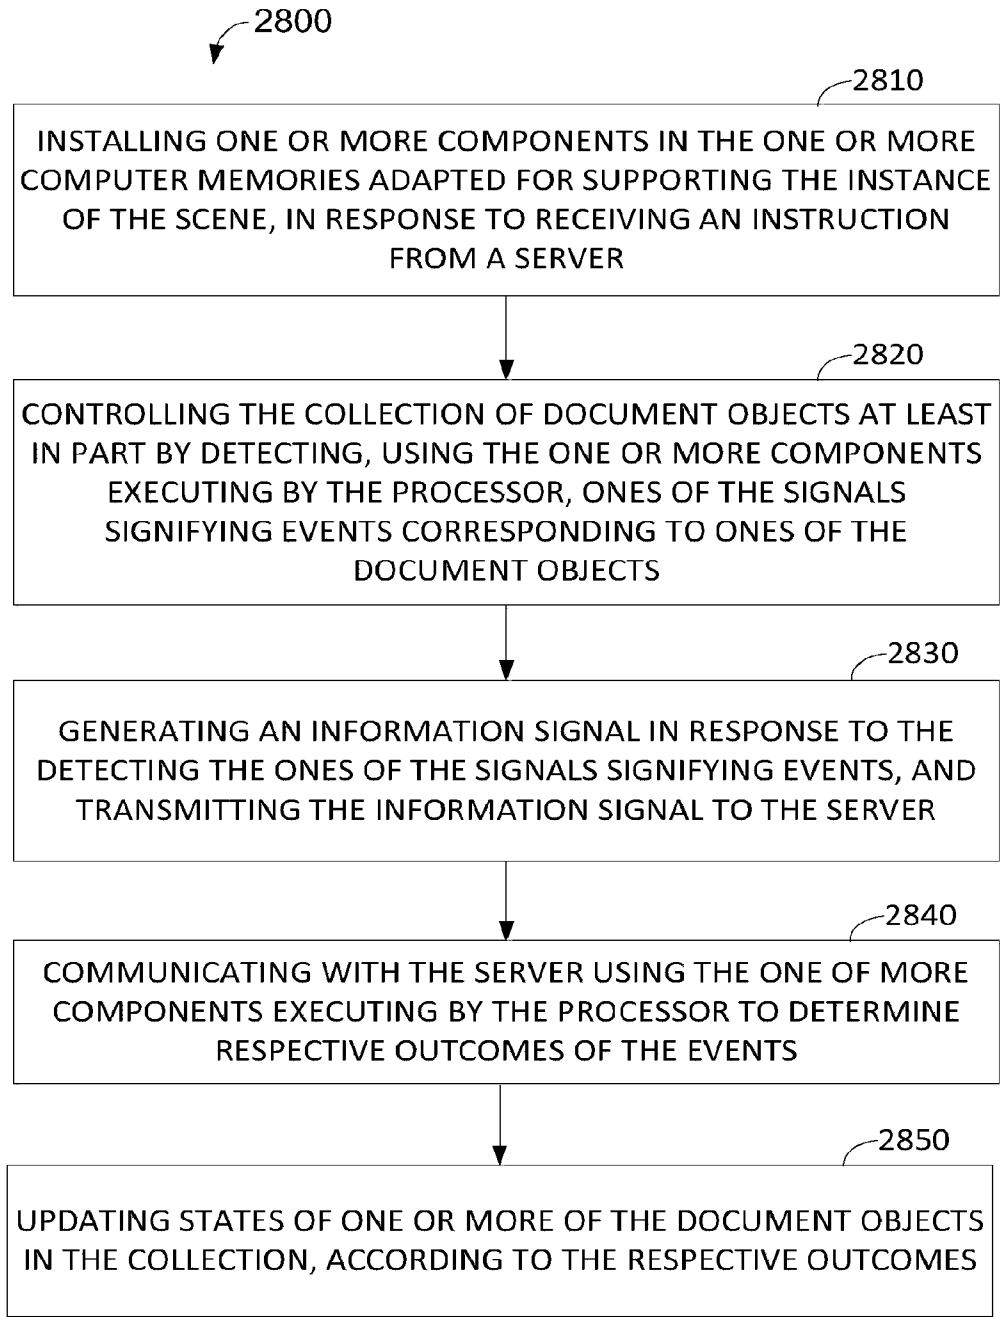 2800
2810
INSTALLING ONE OR MORE COMPONENTS IN THE ONE OR MORE
COMPUTER MEMORIES ADAPTED FOR SUPPORTING THE INSTANCE
OF THE SCENE, IN RESPONSE TO RECEIVING AN INSTRUCTION
FROM A SERVER
2820
CONTROLLING THE COLLECTION OF DOCUMENT OBJECTS AT LEAST
IN PART BY DETECTING, USING THE ONE OR MORE COMPONENTS
EXECUTING BY THE PROCESSOR, ONES OF THE SIGNALS
SIGNIFYING EVENTS CORRESPONDING TO ONES OF THE
DOCUMENT OBJECTS
2830
GENERATING AN INFORMATION SIGNAL IN RESPONSE TO THE
DETECTING THE ONES OF THE SIGNALS SIGNIFYING EVENTS, AND
TRANSMITTING THE INFORMATION SIGNAL TO THE SERVER
2840
COMMUNICATING WITH THE SERVER USING THE ONE OF MORE
COMPONENTS EXECUTING BY THE PROCESSOR TO DETERMINE
RESPECTIVE OUTCOMES OF THE EVENTS
2850
UPDATING STATES OF ONE OR MORE OF THE DOCUMENT OBJECTS
IN THE COLLECTION, ACCORDING TO THE RESPECTIVE OUTCOMES